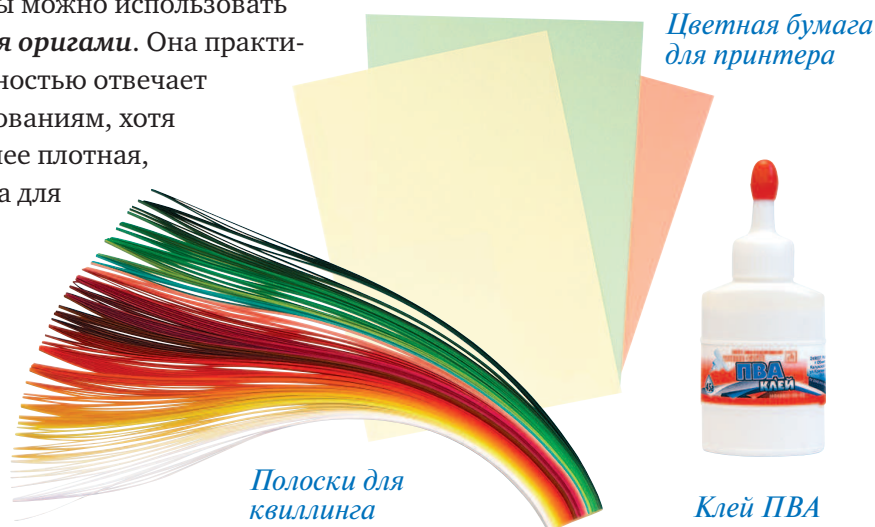 ы можно использовать
я оригами. Она практи-
ностью отвечает
ованиям, хотя
ее плотная,
а для
Цветная бумага
для принтера
ПВА
КЛЕЙ
Полоски для
квиллинга
Клей ПВА